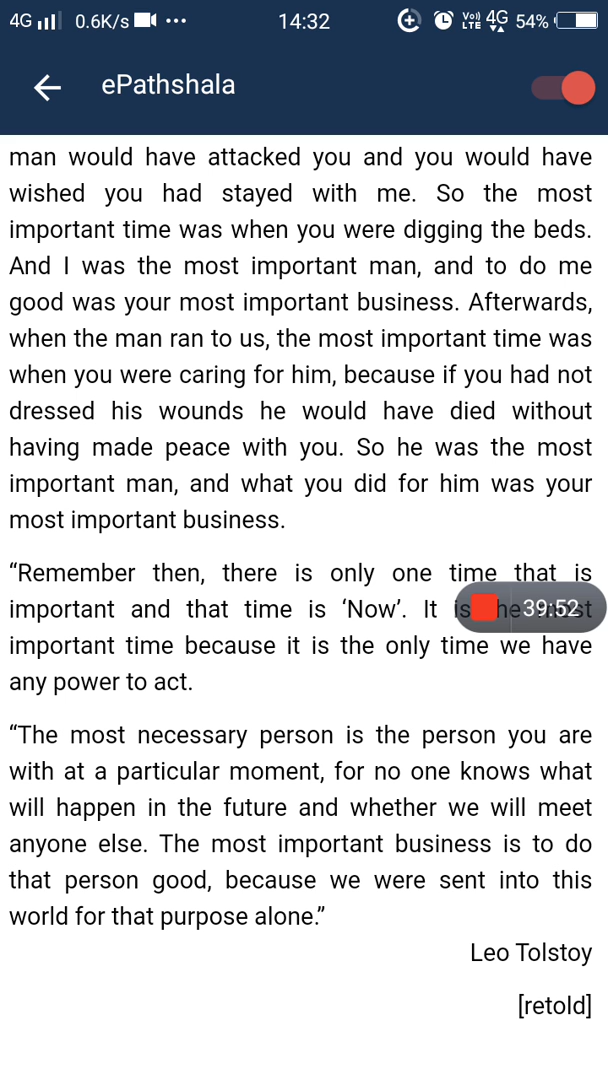 4G 0.6K/s ••• 14:32 Vo)) LTE 4G 54%
ePathshala
man would have attacked you and you would have
wished you had stayed with me. So the most
important time was when you were digging the beds.
And I was the most important man, and to do me
good was your most important business. Afterwards,
when the man ran to us, the most important time was
when you were caring for him, because if you had not
dressed his wounds he would have died without
having made peace with you. So he was the most
important man, and what you did for him was your
most important business.
“Remember then, there is only one time that is
important and that time is ‘Now’. It is the most
39:52
important time because it is the only time we have
any power to act.
“The most necessary person is the person you are
with at a particular moment, for no one knows what
will happen in the future and whether we will meet
anyone else. The most important business is to do
that person good, because we were sent into this
world for that purpose alone.”
Leo Tolstoy
[retold]